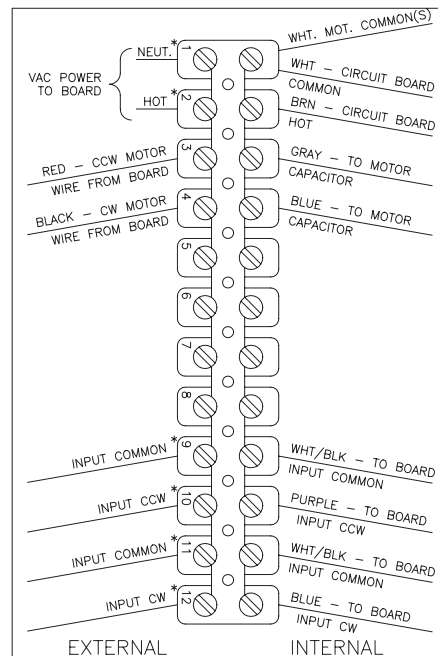 WHT. MOT. COMMON(S)
NEUT.* 1
WHT – CIRCUIT BOARD
COMMON
VAC POWER
TO BOARD
HOT * 2
BRN – CIRCUIT BOARD
HOT
RED – CCW MOTOR
WIRE FROM BOARD
3
GRAY – TO MOTOR
CAPACITOR
BLACK – CW MOTOR
WIRE FROM BOARD
4
BLUE – TO MOTOR
CAPACITOR
5
6
7
8
INPUT COMMON * 9
WHT/BLK – TO BOARD
INPUT COMMON
INPUT CCW * 10
PURPLE – TO BOARD
INPUT CCW
INPUT COMMON * 11
WHT/BLK – TO BOARD
INPUT COMMON
INPUT CW * 12
BLUE – TO BOARD
INPUT CW
EXTERNAL
INTERNAL